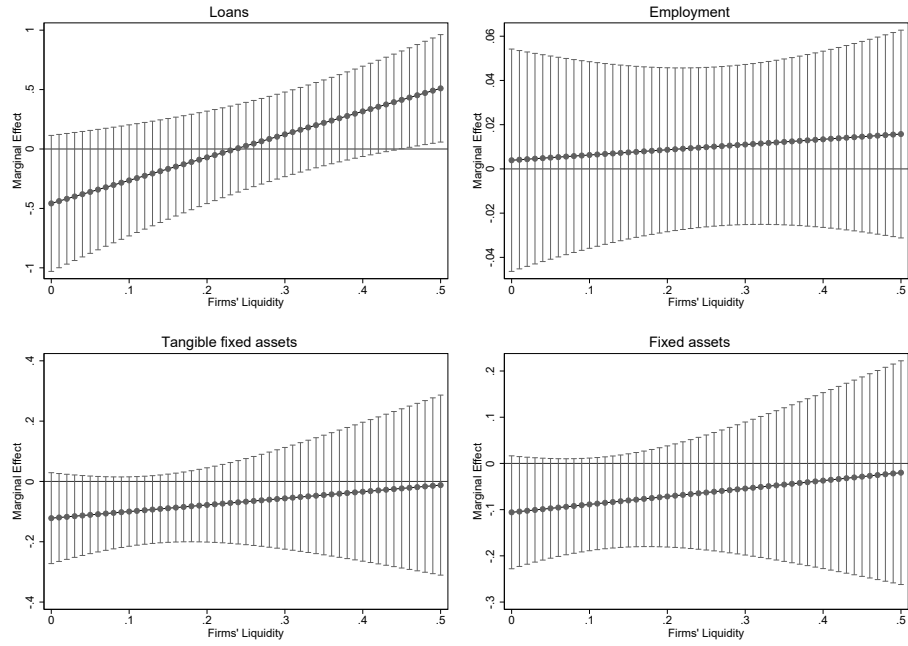 Loans
Marginal Effect
1
.5
0
-.5
-1
0 .1 .2 .3 .4 .5
Firms' Liquidity
Employment
Marginal Effect
.06
.04
.02
0
-.02
-.04
0 .1 .2 .3 .4 .5
Firms' Liquidity
Tangible fixed assets
Marginal Effect
.4
.2
0
-.2
-.4
0 .1 .2 .3 .4 .5
Firms' Liquidity
Fixed assets
Marginal Effect
.2
.1
0
-.1
-.2
-.3
0 .1 .2 .3 .4 .5
Firms' Liquidity